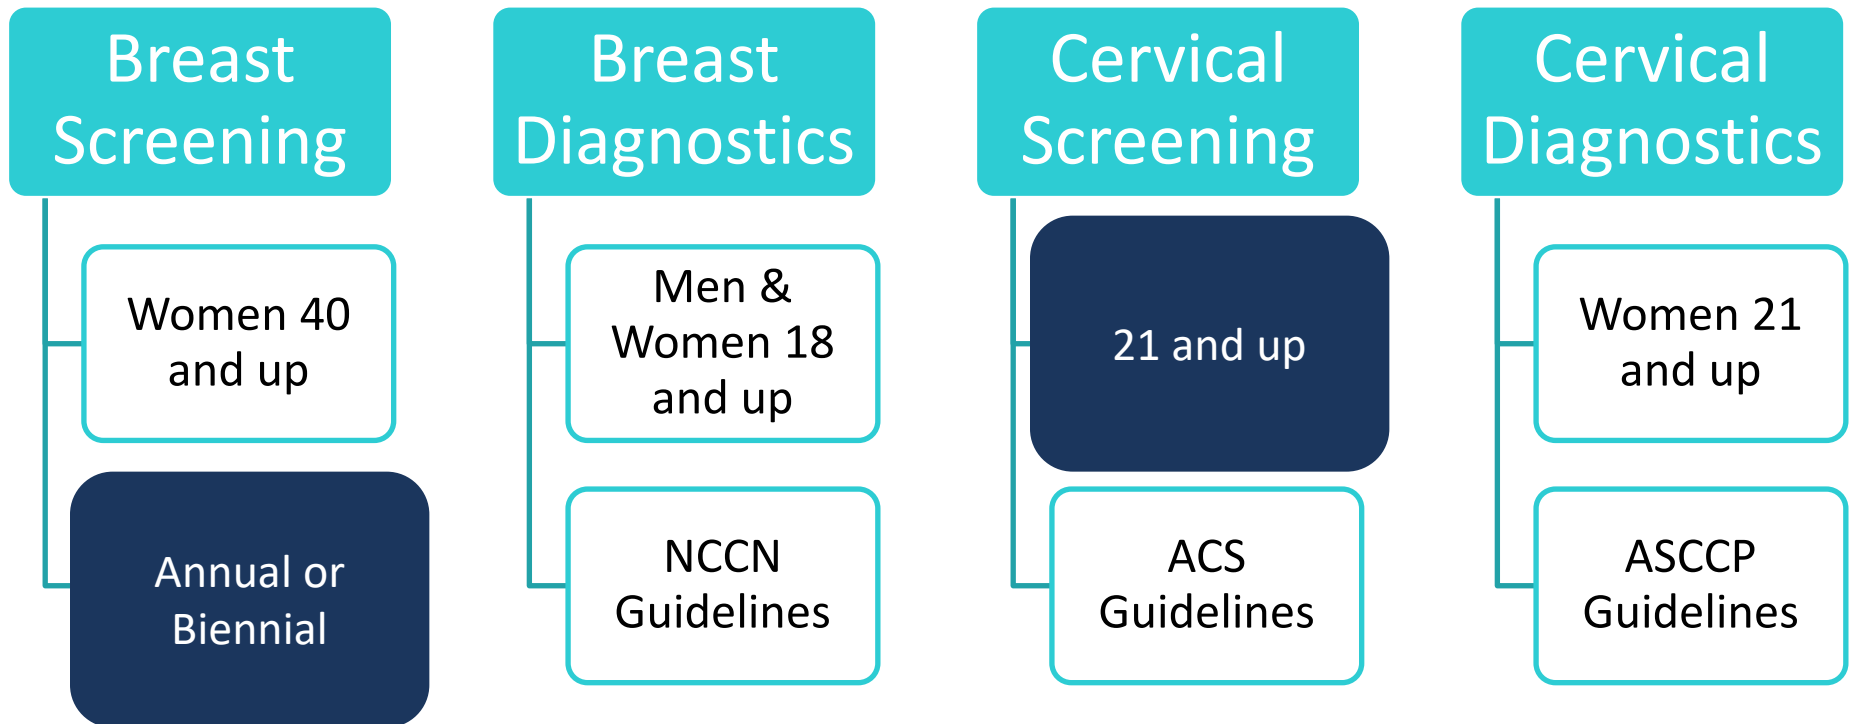 Breast
Screening
Women 40
and up
Annual or
Biennial
Breast
Diagnostics
Men &
Women 18
and up
NCCN
Guidelines
Cervical
Screening
21 and up
ACS
Guidelines
Cervical
Diagnostics
Women 21
and up
ASCCP
Guidelines